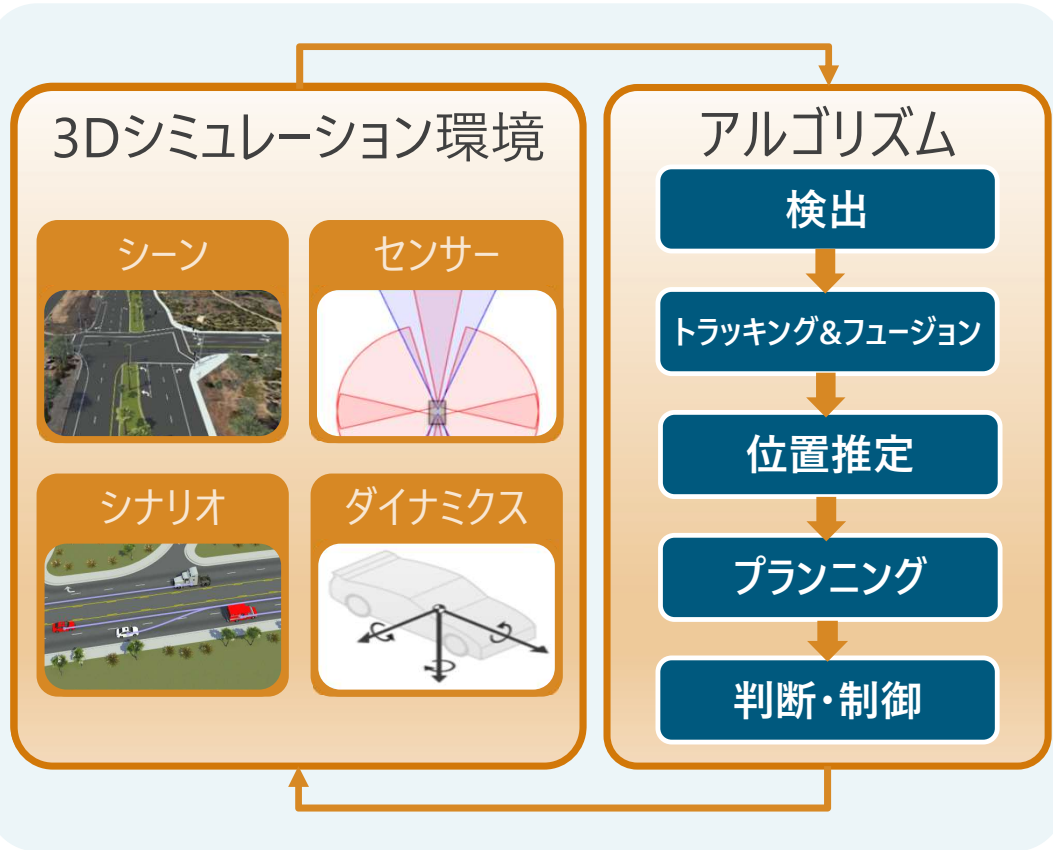 3Dシミュレーション環境
シーン
センサー
シナリオ
ダイナミクス
アルゴリズム
検出
トラッキング&フュージョン
位置推定
プランニング
判断・制御